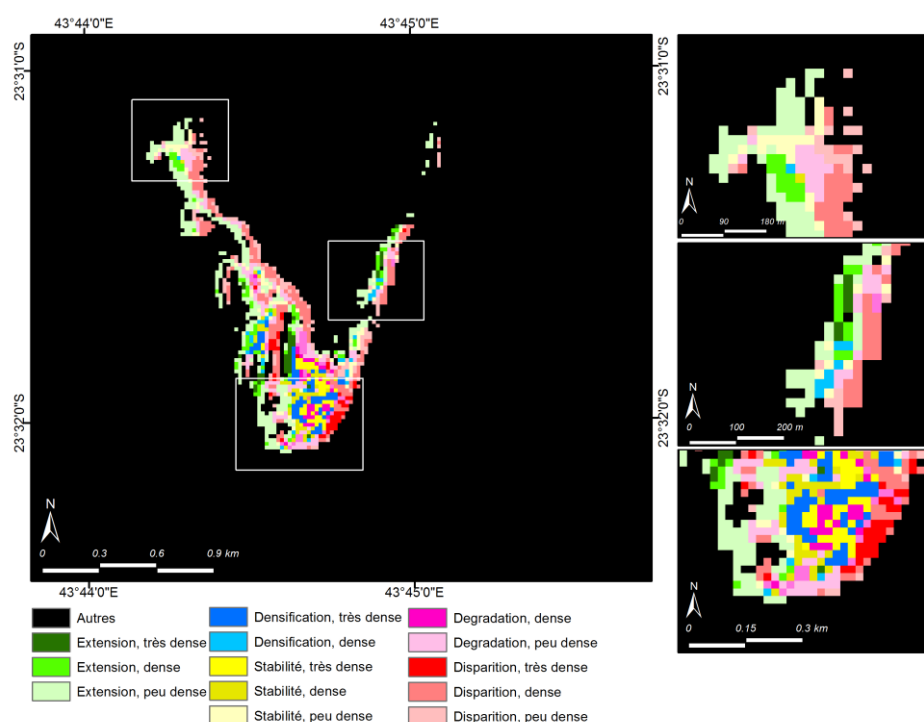 43°44'0"E
43°45'0"E
23°31'0"S
23°31'0"S
N
0 90 180 m
N
0 100 200 m
23°32'0"S
23°32'0"S
N
0 0.3 0.6 0.9 km
N
0 0.15 0.3 km
43°44'0"E
43°45'0"E
Autres
Extension, très dense
Extension, dense
Extension, peu dense
Densification, très dense
Densification, dense
Stabilité, très dense
Stabilité, dense
Stabilité, peu dense
Degradation, dense
Degradation, peu dense
Disparition, très dense
Disparition, dense
Disparition, peu dense